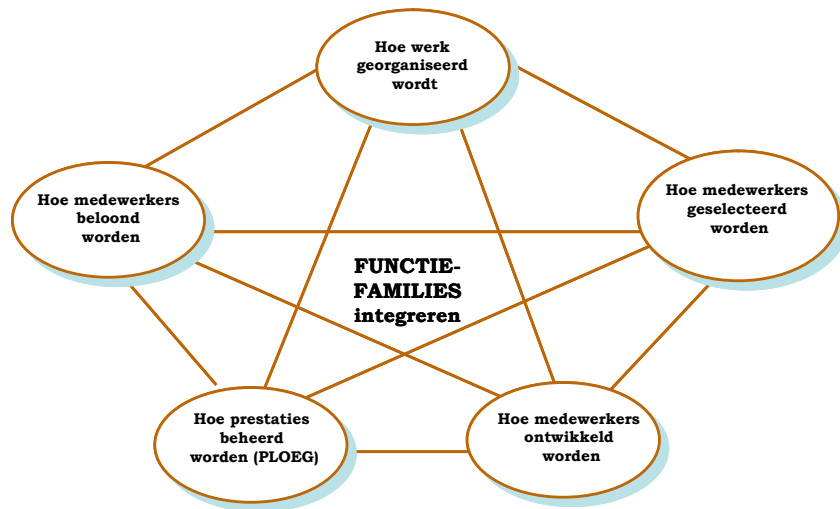 Hoe werk
georganiseerd
wordt
Hoe medewerkers
beloond
worden
Hoe medewerkers
geselecteerd
worden
FUNCTIE-
FAMILIES
integreren
Hoe prestaties
beheerd
worden (PLOEG)
Hoe medewerkers
ontwikkeld
worden